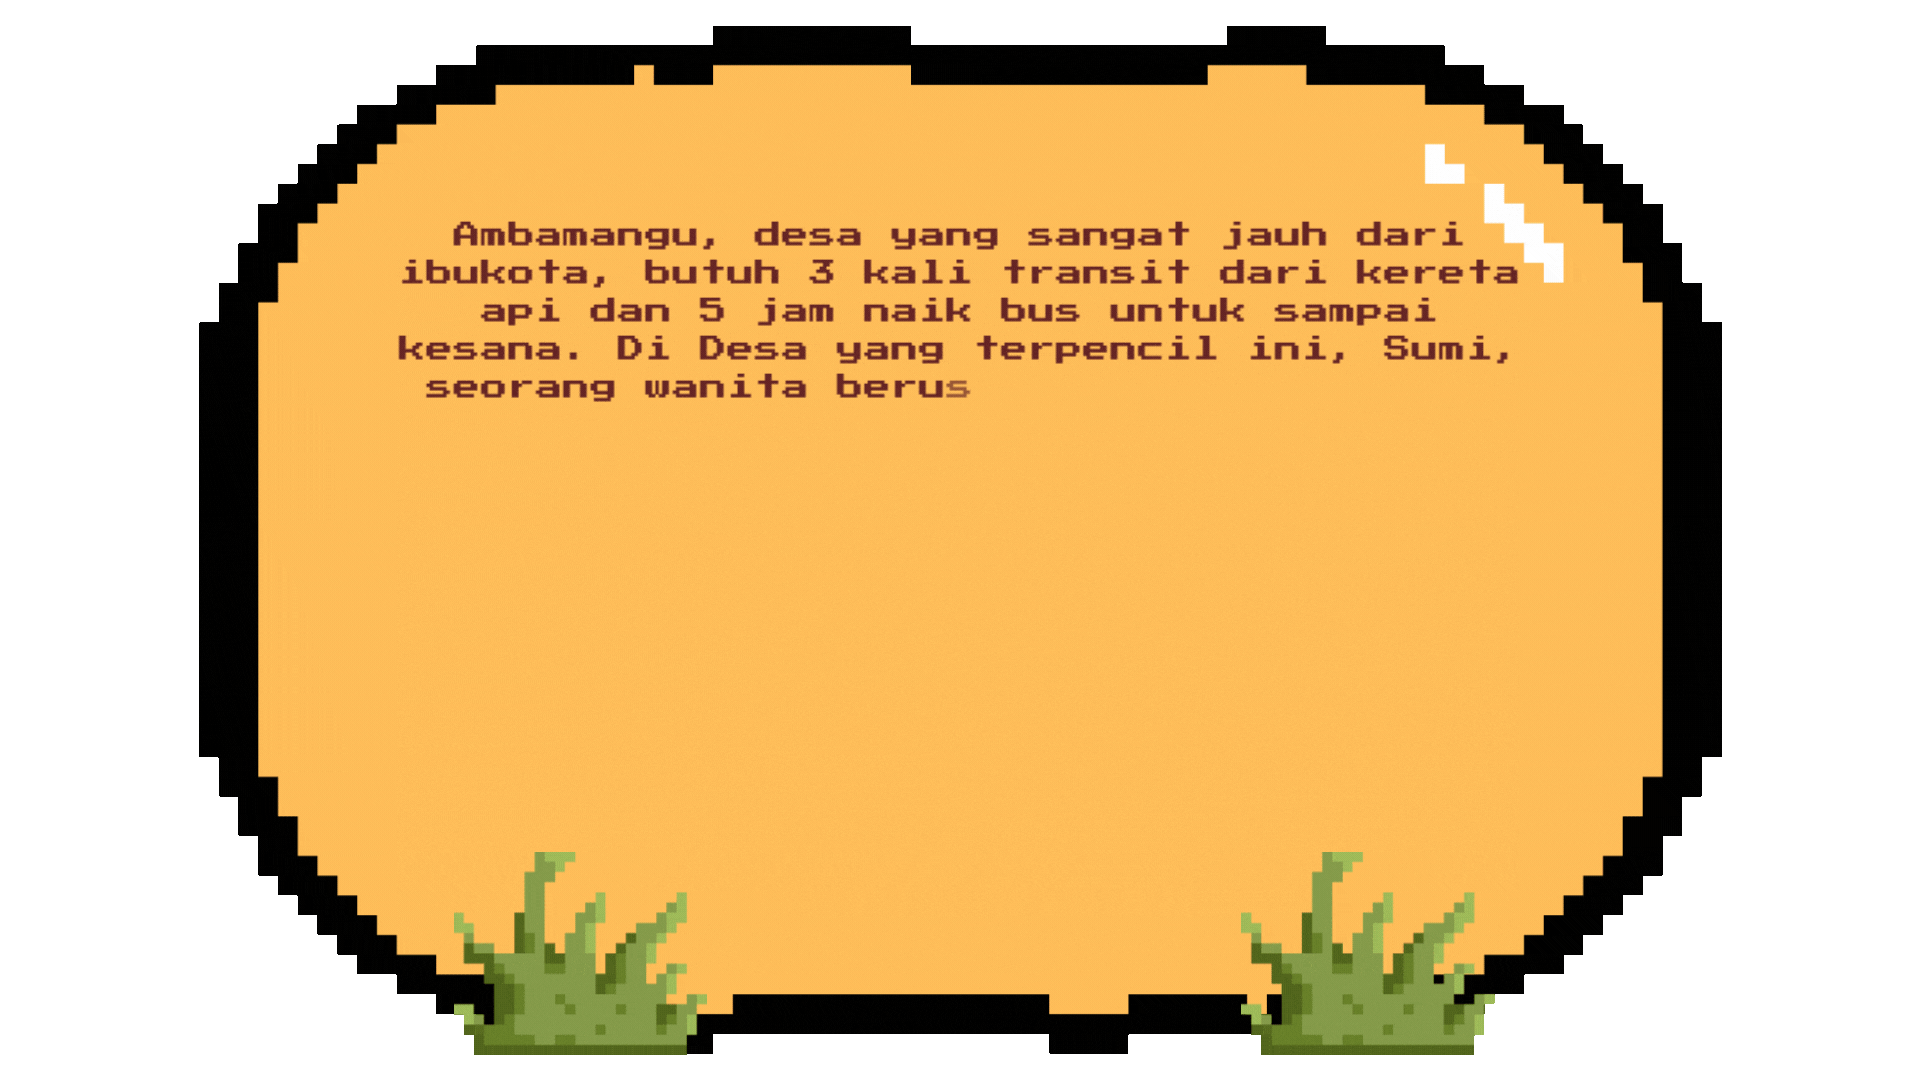 Ambamangu, desa yang sangat jauh dari
ibukota, butuh 3 kali transit dari kereta
api dan 5 jam naik bus untuk sampai
kesana. Di Desa yang terpencil ini, Sumi,
seorang wanita berus